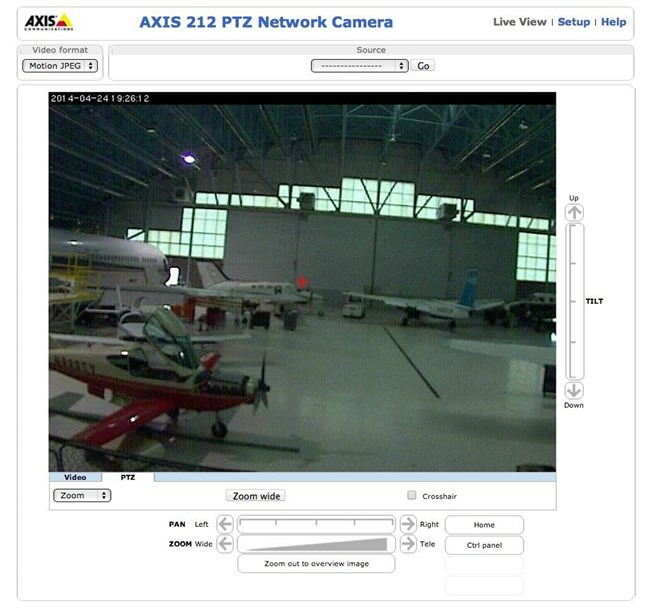 AXIS
COMMUNICATIONS
AXIS 212 PTZ Network Camera
Live View | Setup | Help
Video format
Source
Motion JPEG
----------------
Go
2014-04-24 19:26:12
Up
TILT
Down
Video
PTZ
Zoom
Zoom wide
Crosshair
PAN Left
Right
Home
ZOOM Wide
Tele
Ctrl panel
Zoom out to overview image